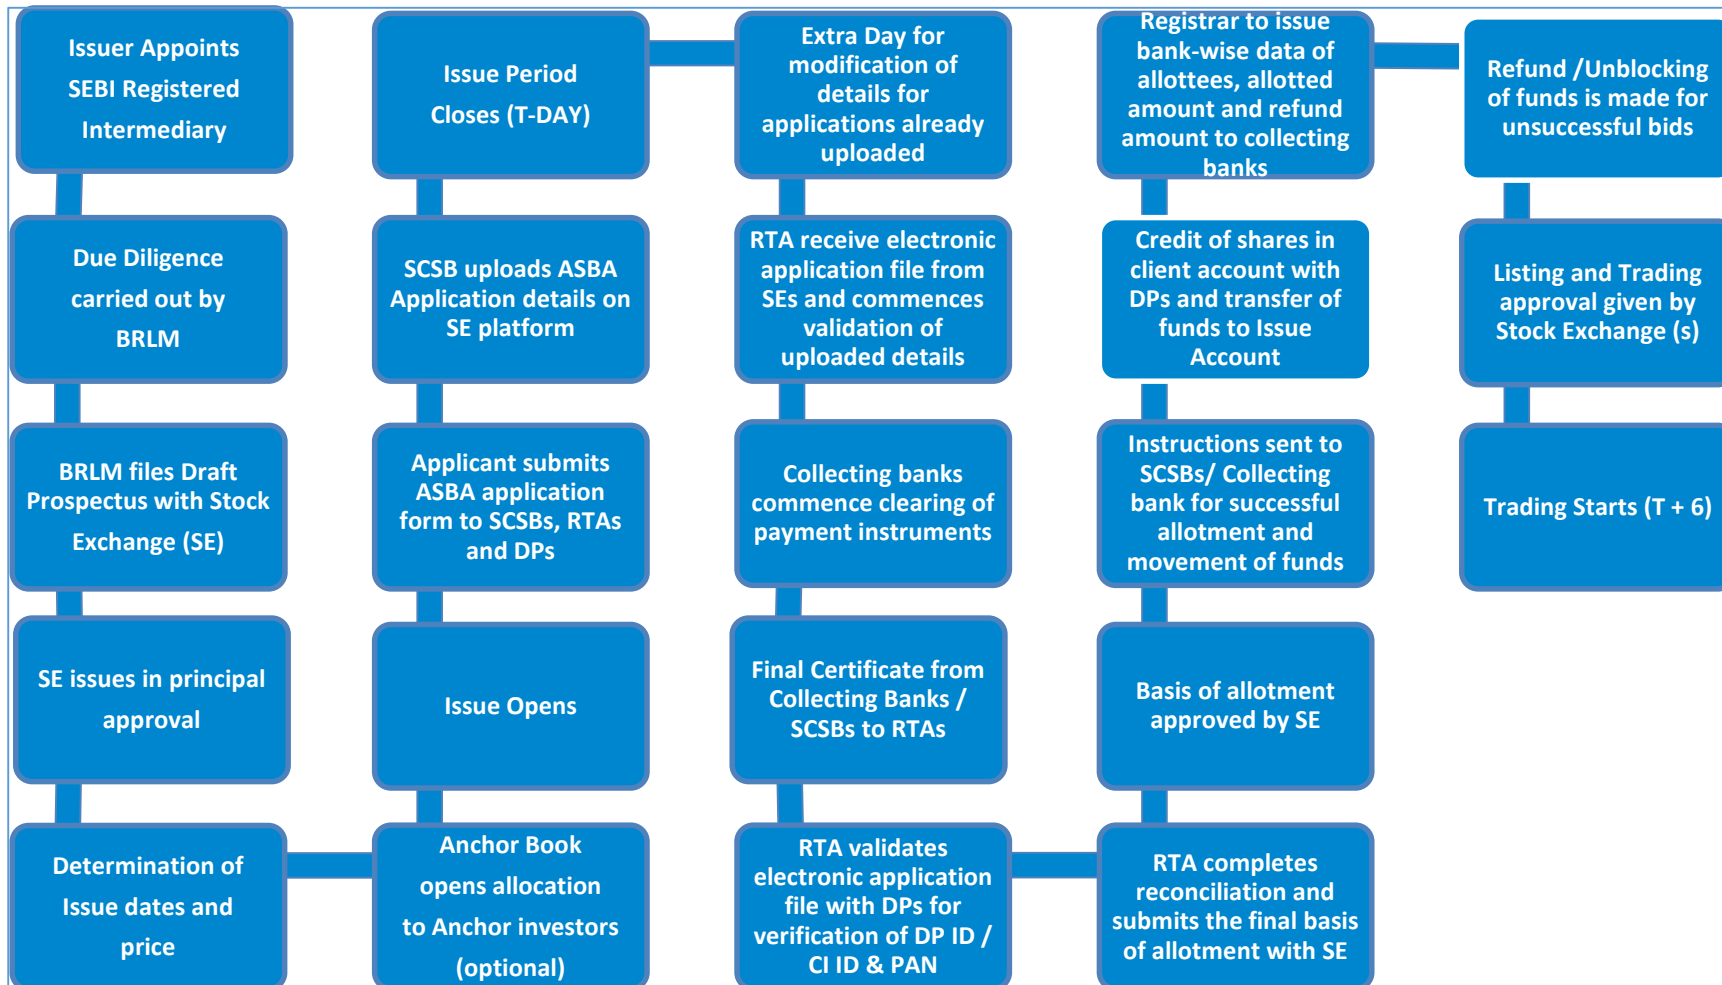 Issuer Appoints
SEBI Registered
Intermediary
Due Diligence
carried out by
BRLM
BRLM files Draft
Prospectus with Stock
Exchange (SE)
SE issues in principal
approval
Determination of
Issue dates and
price
Anchor Book
opens allocation
to Anchor investors
(optional)
Issue Opens
Applicant submits
ASBA application
form to SCSBs, RTAs
and DPs
SCSB uploads ASBA
Application details on
SE platform
Issue Period
Closes (T-DAY)
Extra Day for
modification of
details for
applications already
uploaded
RTA receive electronic
application file from
SEs and commences
validation of
uploaded details
Collecting banks
commence clearing of
payment instruments
Final Certificate from
Collecting Banks /
SCSBs to RTAs
RTA validates
electronic application
file with DPs for
verification of DP ID /
CI ID & PAN
RTA completes
reconciliation and
submits the final basis
of allotment with SE
Basis of allotment
approved by SE
Instructions sent to
SCSBs/ Collecting
bank for successful
allotment and
movement of funds
Credit of shares in
client account with
DPs and transfer of
funds to Issue
Account
Registrar to issue
bank-wise data of
allottees, allotted
amount and refund
amount to collecting
banks
Refund /Unblocking
of funds is made for
unsuccessful bids
Listing and Trading
approval given by
Stock Exchange (s)
Trading Starts (T + 6)